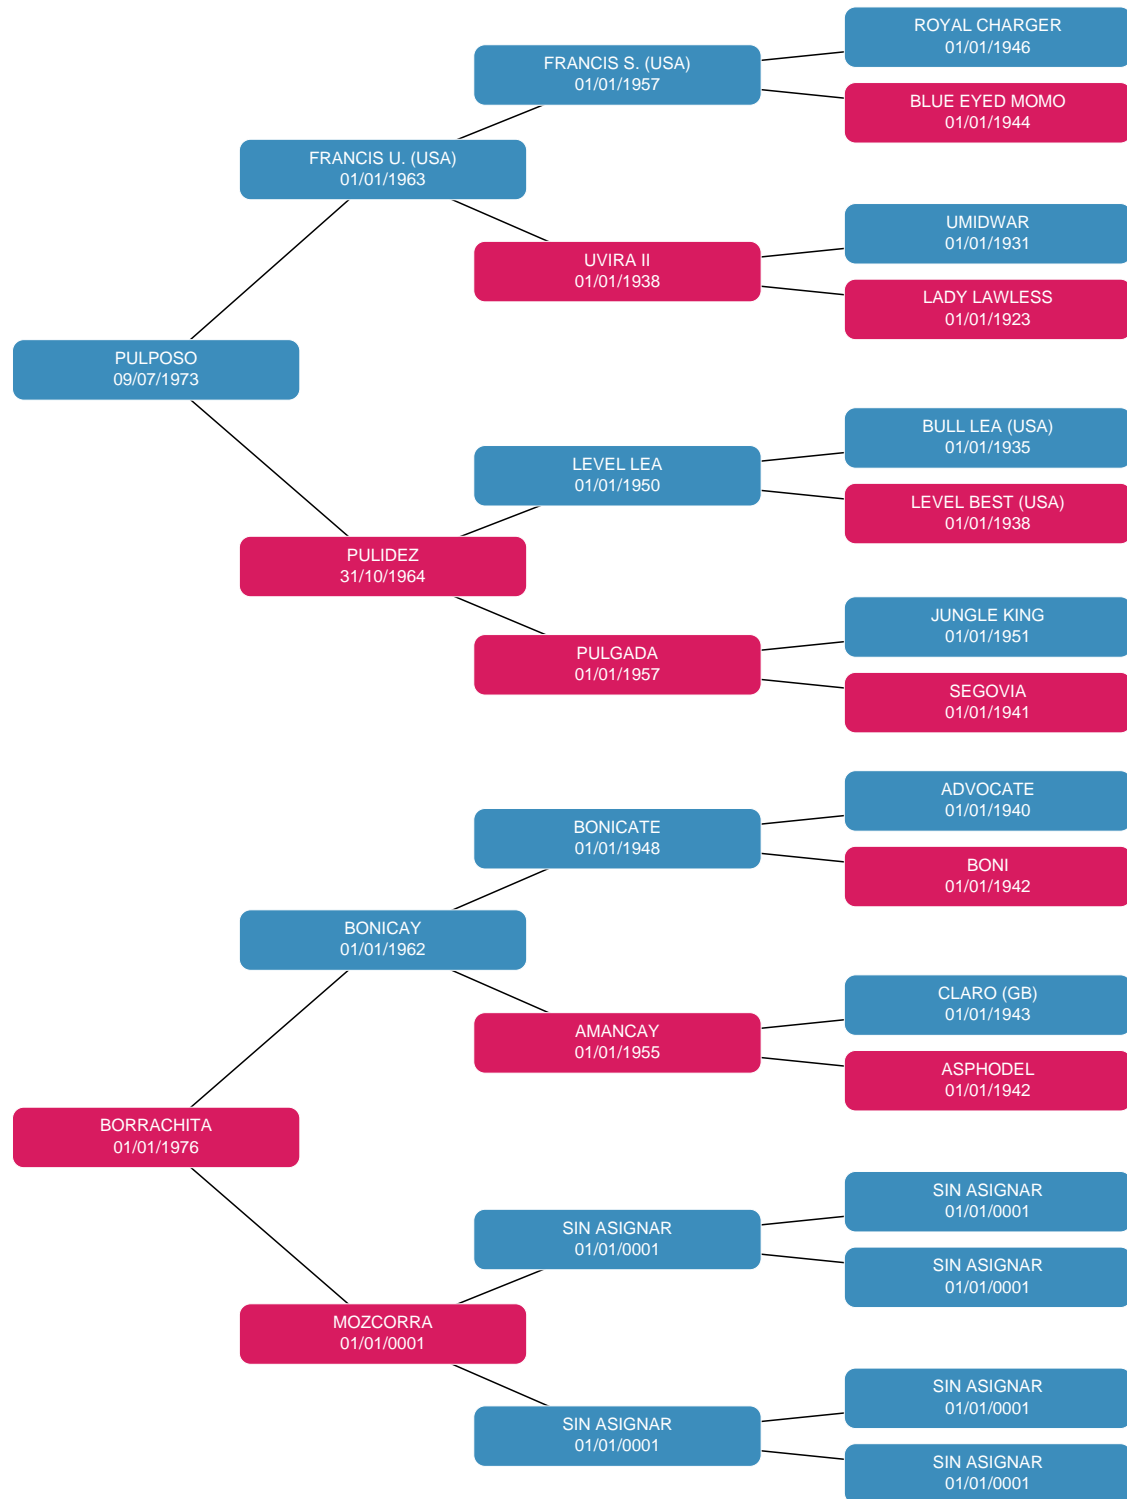 ROYAL CHARGER
01/01/1946
FRANCIS S. (USA)
01/01/1957
BLUE EYED MOMO
01/01/1944
FRANCIS U. (USA)
01/01/1963
UMIDWAR
01/01/1931
UVIRA II
01/01/1938
LADY LAWLESS
01/01/1923
PULPOSO
09/07/1973
BULL LEA (USA)
01/01/1935
LEVEL LEA
01/01/1950
LEVEL BEST (USA)
01/01/1938
PULIDEZ
31/10/1964
JUNGLE KING
01/01/1951
PULGADA
01/01/1957
SEGOVIA
01/01/1941
ADVOCATE
01/01/1940
BONICATE
01/01/1948
BONI
01/01/1942
BONICAY
01/01/1962
CLARO (GB)
01/01/1943
AMANCAY
01/01/1955
ASPHODEL
01/01/1942
BORRACHITA
01/01/1976
SIN ASIGNAR
01/01/0001
SIN ASIGNAR
01/01/0001
SIN ASIGNAR
01/01/0001
MOZCORRA
01/01/0001
SIN ASIGNAR
01/01/0001
SIN ASIGNAR
01/01/0001
SIN ASIGNAR
01/01/0001